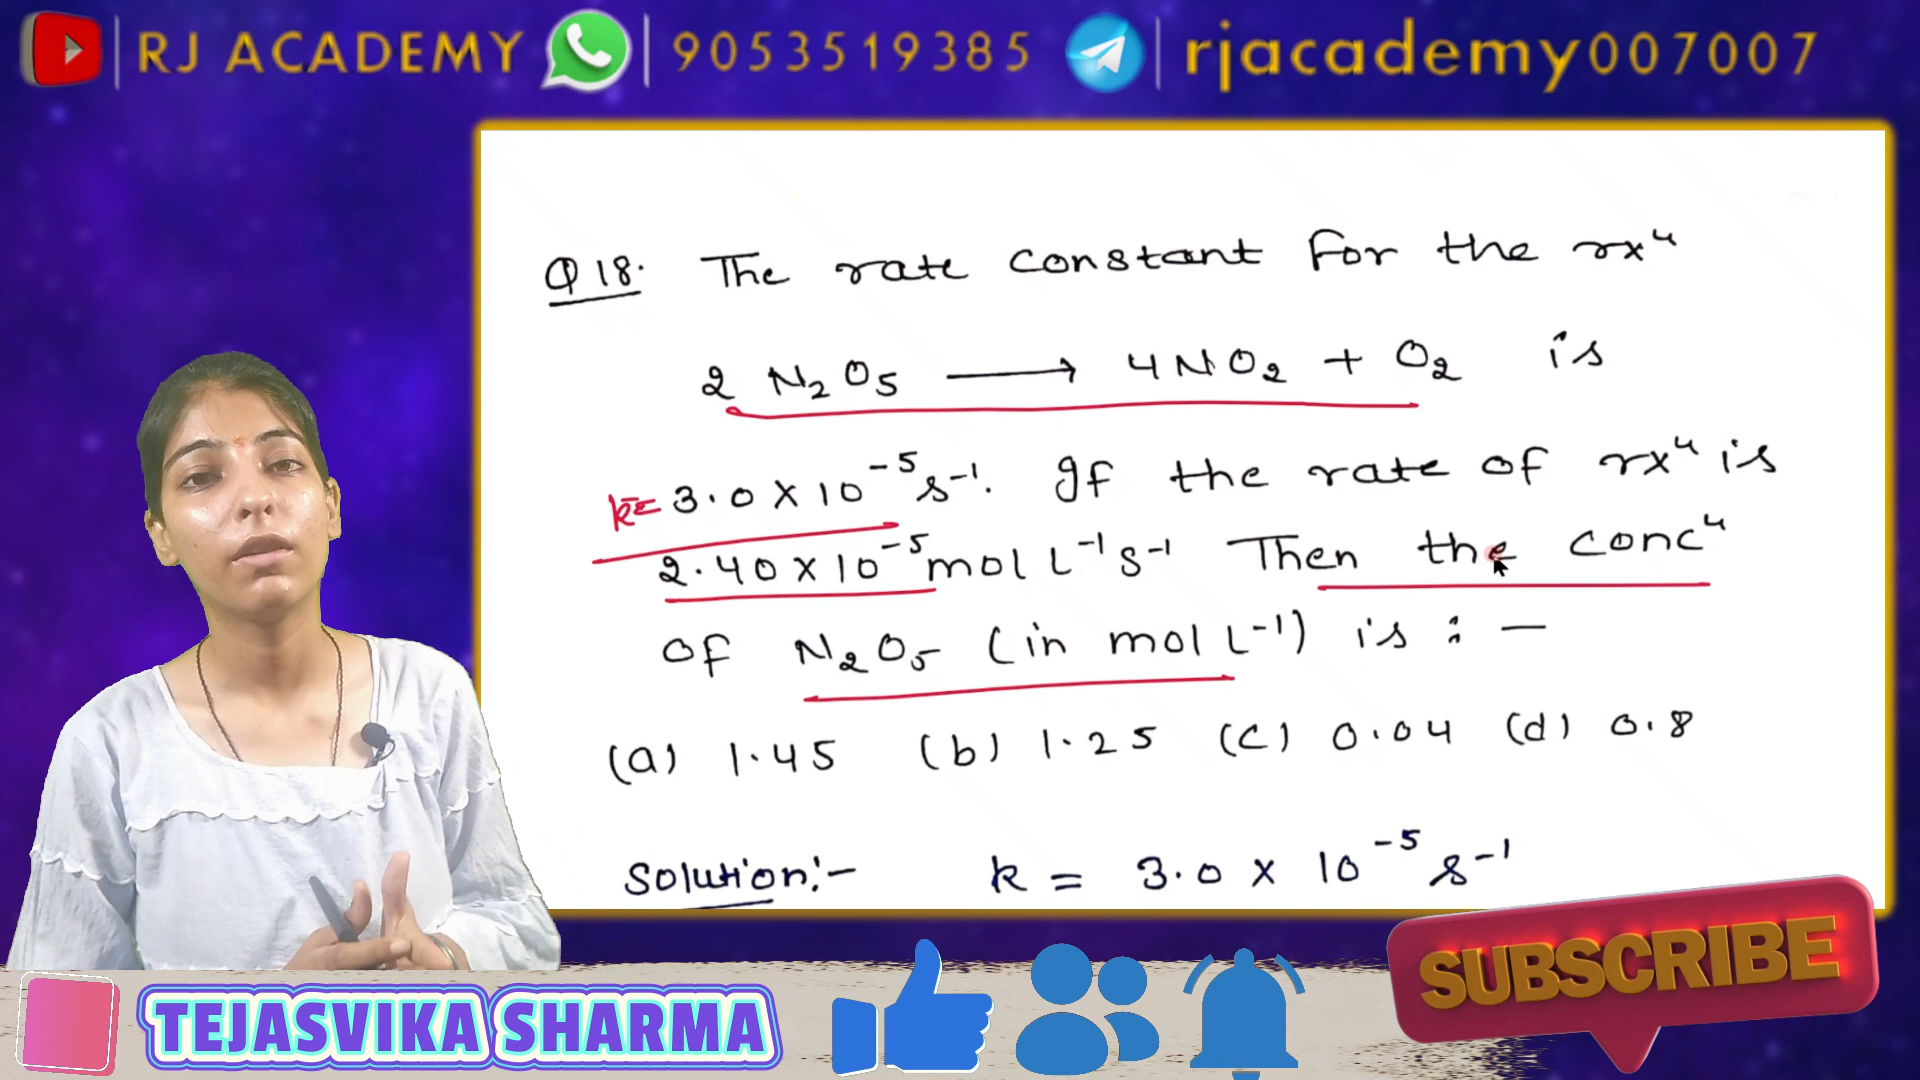 RJ ACADEMY 9053519385 rjacademy007007
Q18. The rate constant for the rxⁿ
2 N₂O₅ ⟶ 4NO₂ + O₂ is
k= 3.0 X 10⁻⁵ s⁻¹. If the rate of rxⁿ is
2.40 X 10⁻⁵ mol L⁻¹ s⁻¹ Then the concⁿ
of N₂O₅ (in mol L⁻¹) is : —
(a) 1.45 (b) 1.25 (c) 0.04 (d) 0.8
Solution:- k = 3.0 x 10⁻⁵ s⁻¹
TEJASVIKA SHARMA
SUBSCRIBE